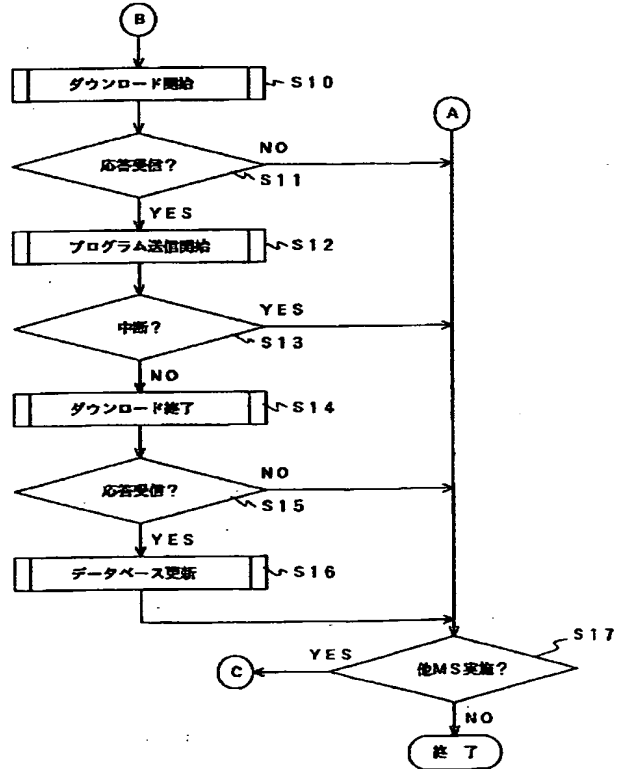 B
ダウンロード開始
S10
A
NO
応答受信?
S11
YES
プログラム送信開始
S12
YES
中断?
S13
NO
ダウンロード終了
S14
NO
応答受信?
S15
YES
データベース更新
S16
S17
YES
C
他MS実施?
NO
終 了